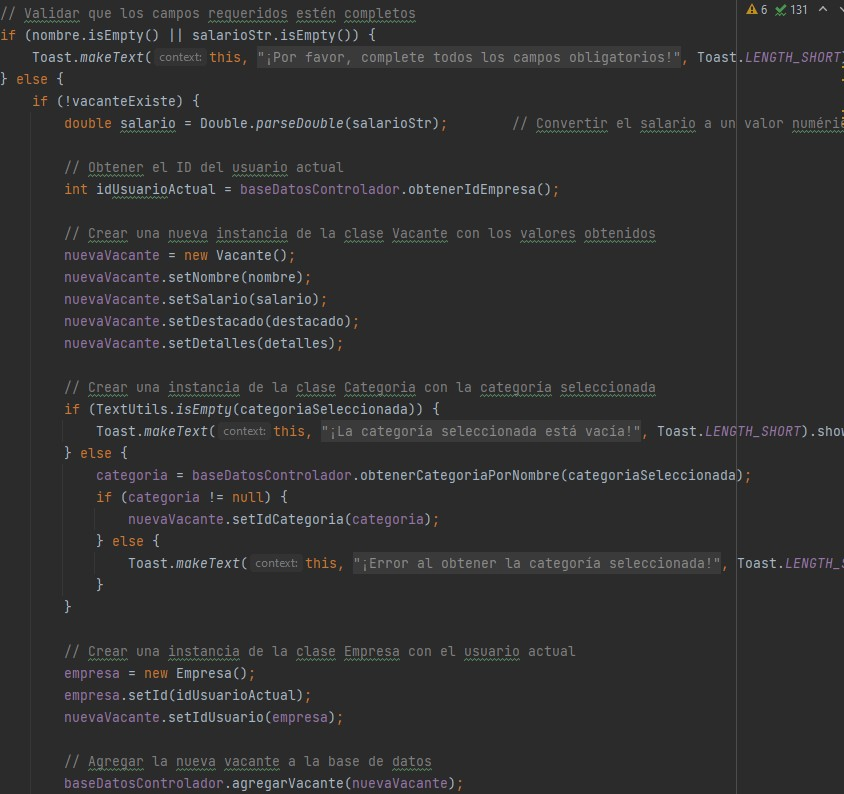 // Validar que los campos requeridos estén completos
6 131
if (nombre.isEmpty() || salarioStr.isEmpty()) {
Toast.makeText( context: this, "¡Por favor, complete todos los campos obligatorios!", Toast.LENGTH_SHORT)
} else {
if (!vacanteExiste) {
double salario = Double.parseDouble(salarioStr); // Convertir el salario a un valor numéri
// Obtener el ID del usuario actual
int idUsuarioActual = baseDatosControlador.obtenerIdEmpresa();
// Crear una nueva instancia de la clase Vacante con los valores obtenidos
nuevaVacante = new Vacante();
nuevaVacante.setNombre(nombre);
nuevaVacante.setSalario(salario);
nuevaVacante.setDestacado(destacado);
nuevaVacante.setDetalles(detalles);
// Crear una instancia de la clase Categoria con la categoría seleccionada
if (TextUtils.isEmpty(categoriaSeleccionada)) {
Toast.makeText( context: this, "¡La categoría seleccionada está vacía!", Toast.LENGTH_SHORT).show
} else {
categoria = baseDatosControlador.obtenerCategoriaPorNombre(categoriaSeleccionada);
if (categoria != null) {
nuevaVacante.setIdCategoria(categoria);
} else {
Toast.makeText( context: this, "¡Error al obtener la categoría seleccionada!", Toast.LENGTH_S
}
}
// Crear una instancia de la clase Empresa con el usuario actual
empresa = new Empresa();
empresa.setId(idUsuarioActual);
nuevaVacante.setIdUsuario(empresa);
// Agregar la nueva vacante a la base de datos
baseDatosControlador.agregarVacante(nuevaVacante);